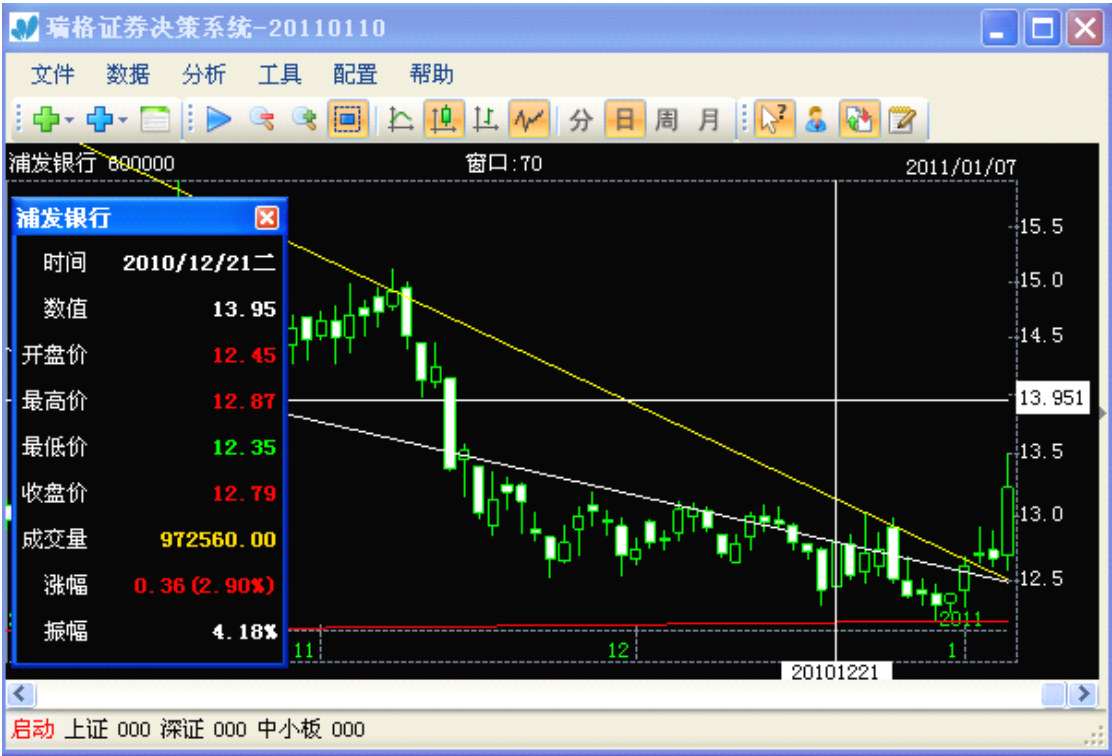 瑞格证券决策系统-20110110
文件 数据 分析 工具 配置 帮助
分 日 周 月
浦发银行 600000 窗口:70 2011/01/07
浦发银行
时间 2010/12/21二
数值 13.95
开盘价 12.45
最高价 12.87
最低价 12.35
收盘价 12.79
成交量 972560.00
涨幅 0.36(2.90%)
振幅 4.18%
15.5
15.0
14.5
13.951
13.5
13.0
12.5
2011
11 12 1
20101221
启动 上证 000 深证 000 中小板 000